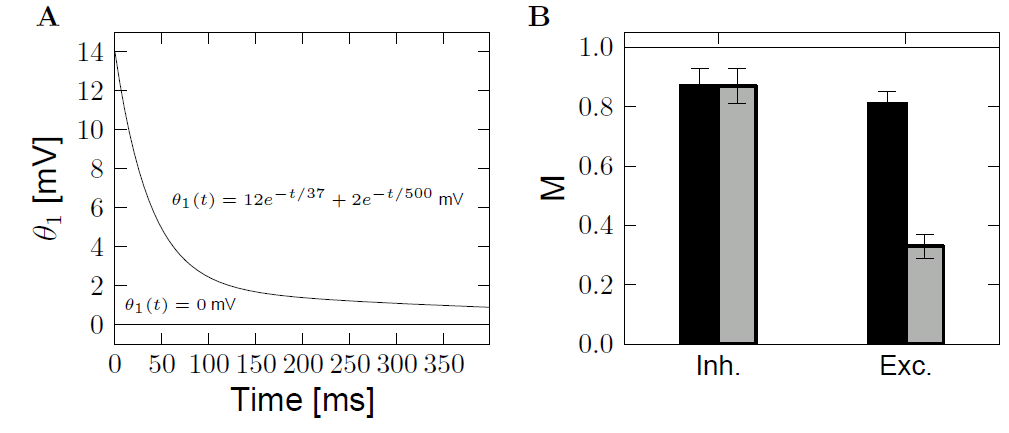 A
θ₁ [mV]
14
12
10
8
6
4
2
0
θ₁(t) = 12e^{−t/37} + 2e^{−t/500} mV
θ₁(t) = 0 mV
0 50 100 150 200 250 300 350
Time [ms]
B
M
1.0
0.8
0.6
0.4
0.2
0.0
Inh. Exc.